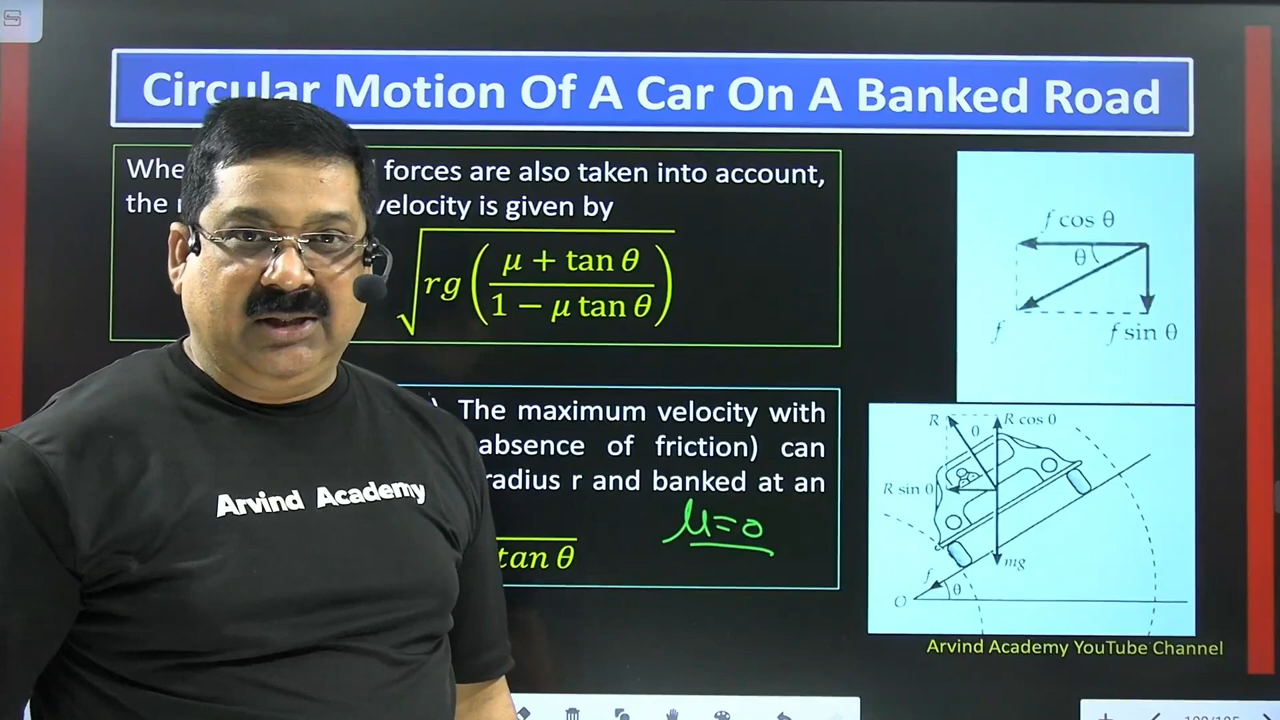 Circular Motion Of A Car On A Banked Road
forces are also taken into account,
the velocity is given by
√rg((μ + tan θ)/(1 − μ tan θ))
The maximum velocity with
absence of friction) can
radius r and banked at an
tan θ
μ=0
f cos θ
θ
f
f sin θ
R
θ
R cos θ
R sin θ
mg
f
θ
O
Arvind Academy YouTube Channel
Arvind Academy